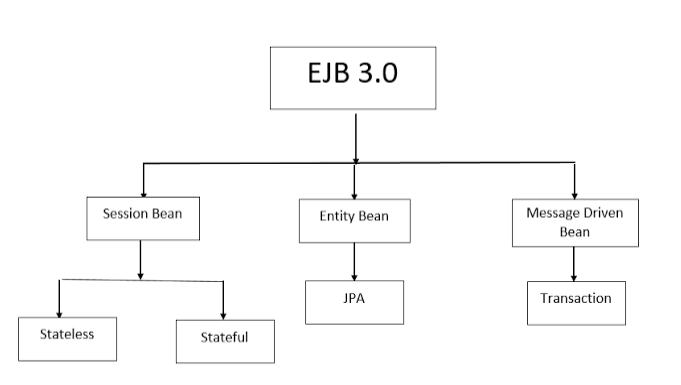 EJB 3.0
Session Bean
Entity Bean
Message Driven
Bean
JPA
Transaction
Stateless
Stateful